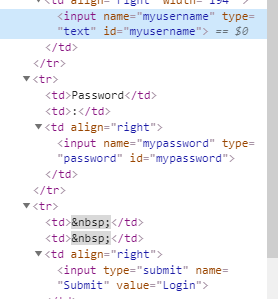 <td align="right" width="194">
<input name="myusername" type=
"text" id="myusername"> == $0
</td>
</tr>
▼<tr>
<td>Password</td>
<td>:</td>
▼<td align="right">
<input name="mypassword" type=
"password" id="mypassword">
</td>
</tr>
▼<tr>
<td>&nbsp;</td>
<td>&nbsp;</td>
▼<td align="right">
<input type="submit" name=
"Submit" value="Login">